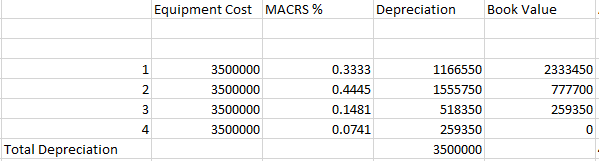 Equipment Cost MACRS % Depreciation Book Value
1 3500000 0.3333 1166550 2333450
2 3500000 0.4445 1555750 777700
3 3500000 0.1481 518350 259350
4 3500000 0.0741 259350 0
Total Depreciation 3500000